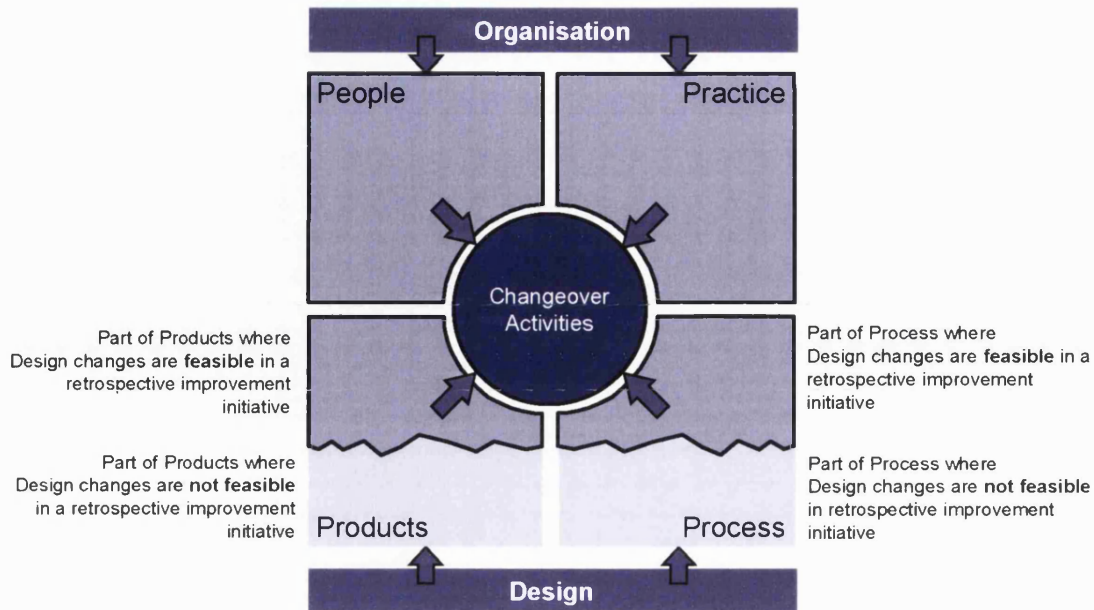 Organisation
People
Practice
Changeover
Activities
Part of Products where
Design changes are feasible in a
retrospective improvement
initiative
Part of Process where
Design changes are feasible in a
retrospective improvement
initiative
Part of Products where
Design changes are not feasible
in a retrospective improvement
initiative
Part of Process where
Design changes are not feasible
in retrospective improvement
initiative
Products
Process
Design